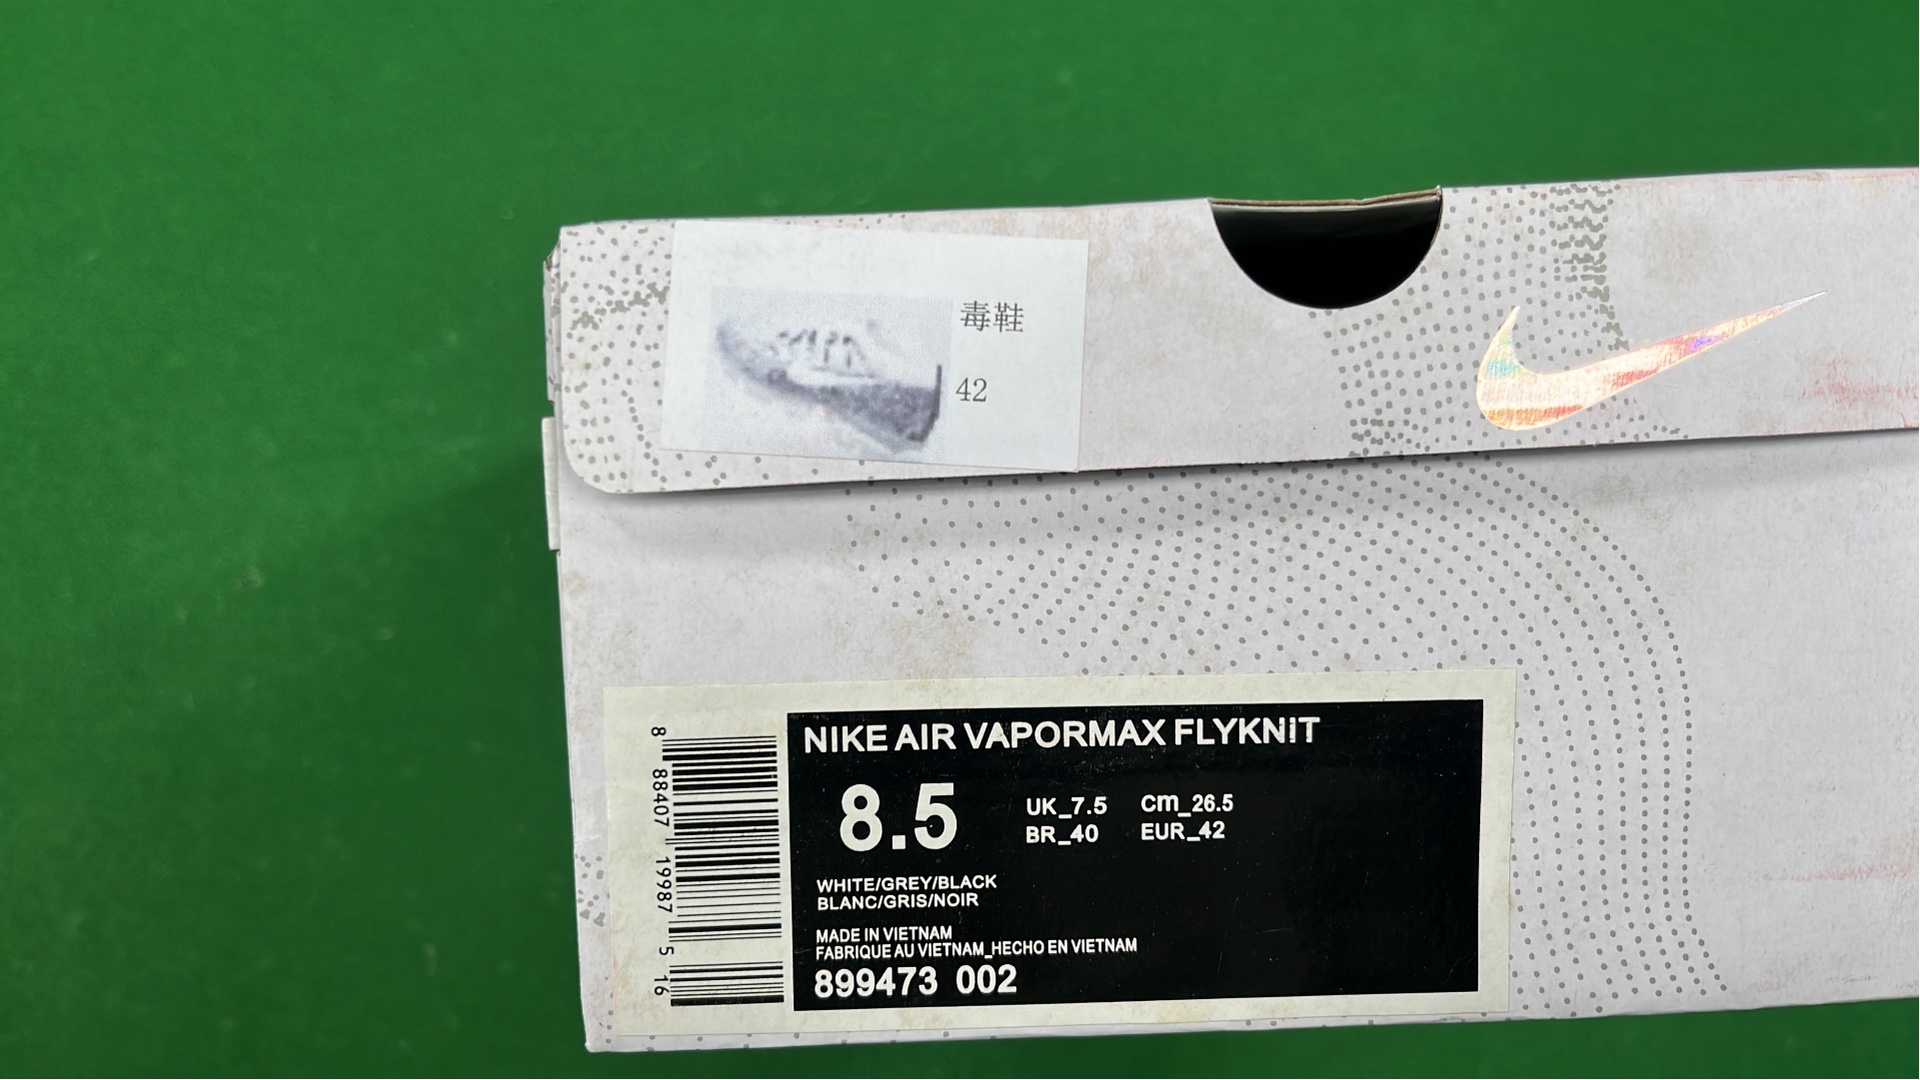 毒鞋
42
NIKE AIR VAPORMAX FLYKNIT
8.5
UK_7.5 Cm_26.5
BR_40 EUR_42
WHITE/GREY/BLACK
BLANC/GRIS/NOIR
MADE IN VIETNAM
FABRIQUE AU VIETNAM_HECHO EN VIETNAM
899473 002
8 88407 19987 5 16